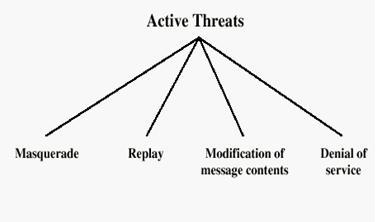 Active Threats
Masquerade
Replay
Modification of
message contents
Denial of
service